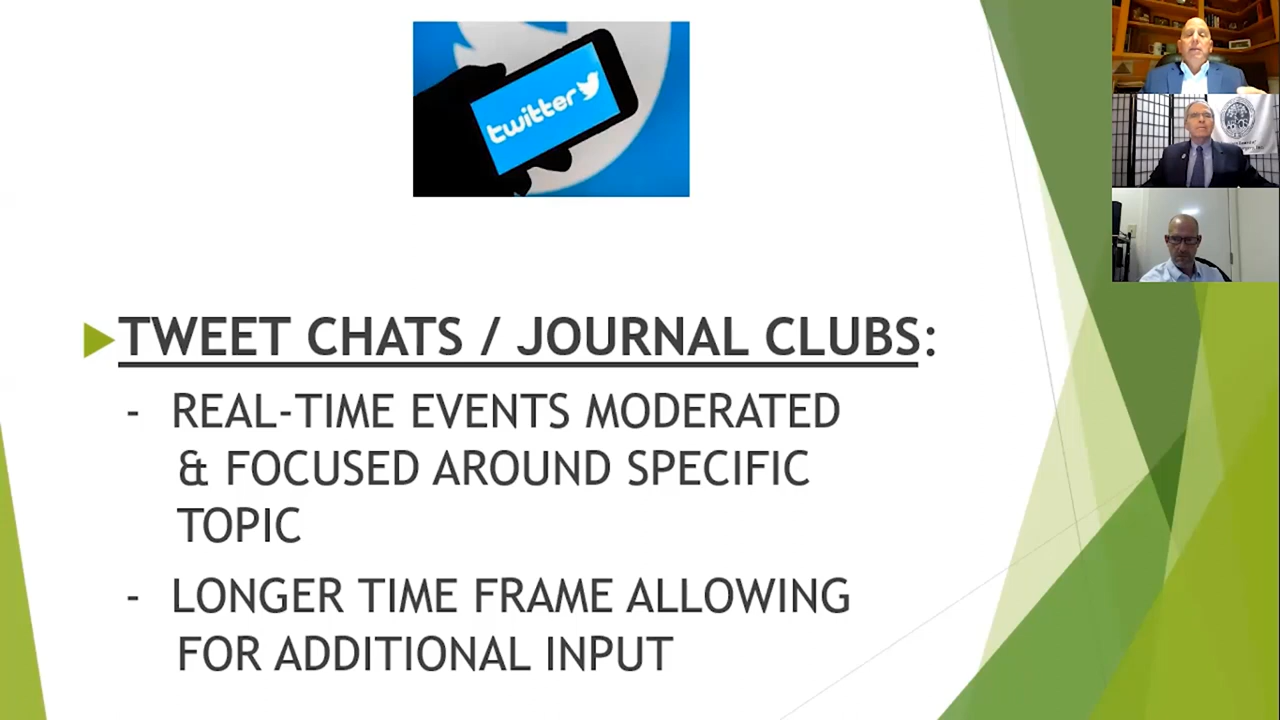 twitter
TWEET CHATS / JOURNAL CLUBS:
- REAL-TIME EVENTS MODERATED
& FOCUSED AROUND SPECIFIC
TOPIC
- LONGER TIME FRAME ALLOWING
FOR ADDITIONAL INPUT